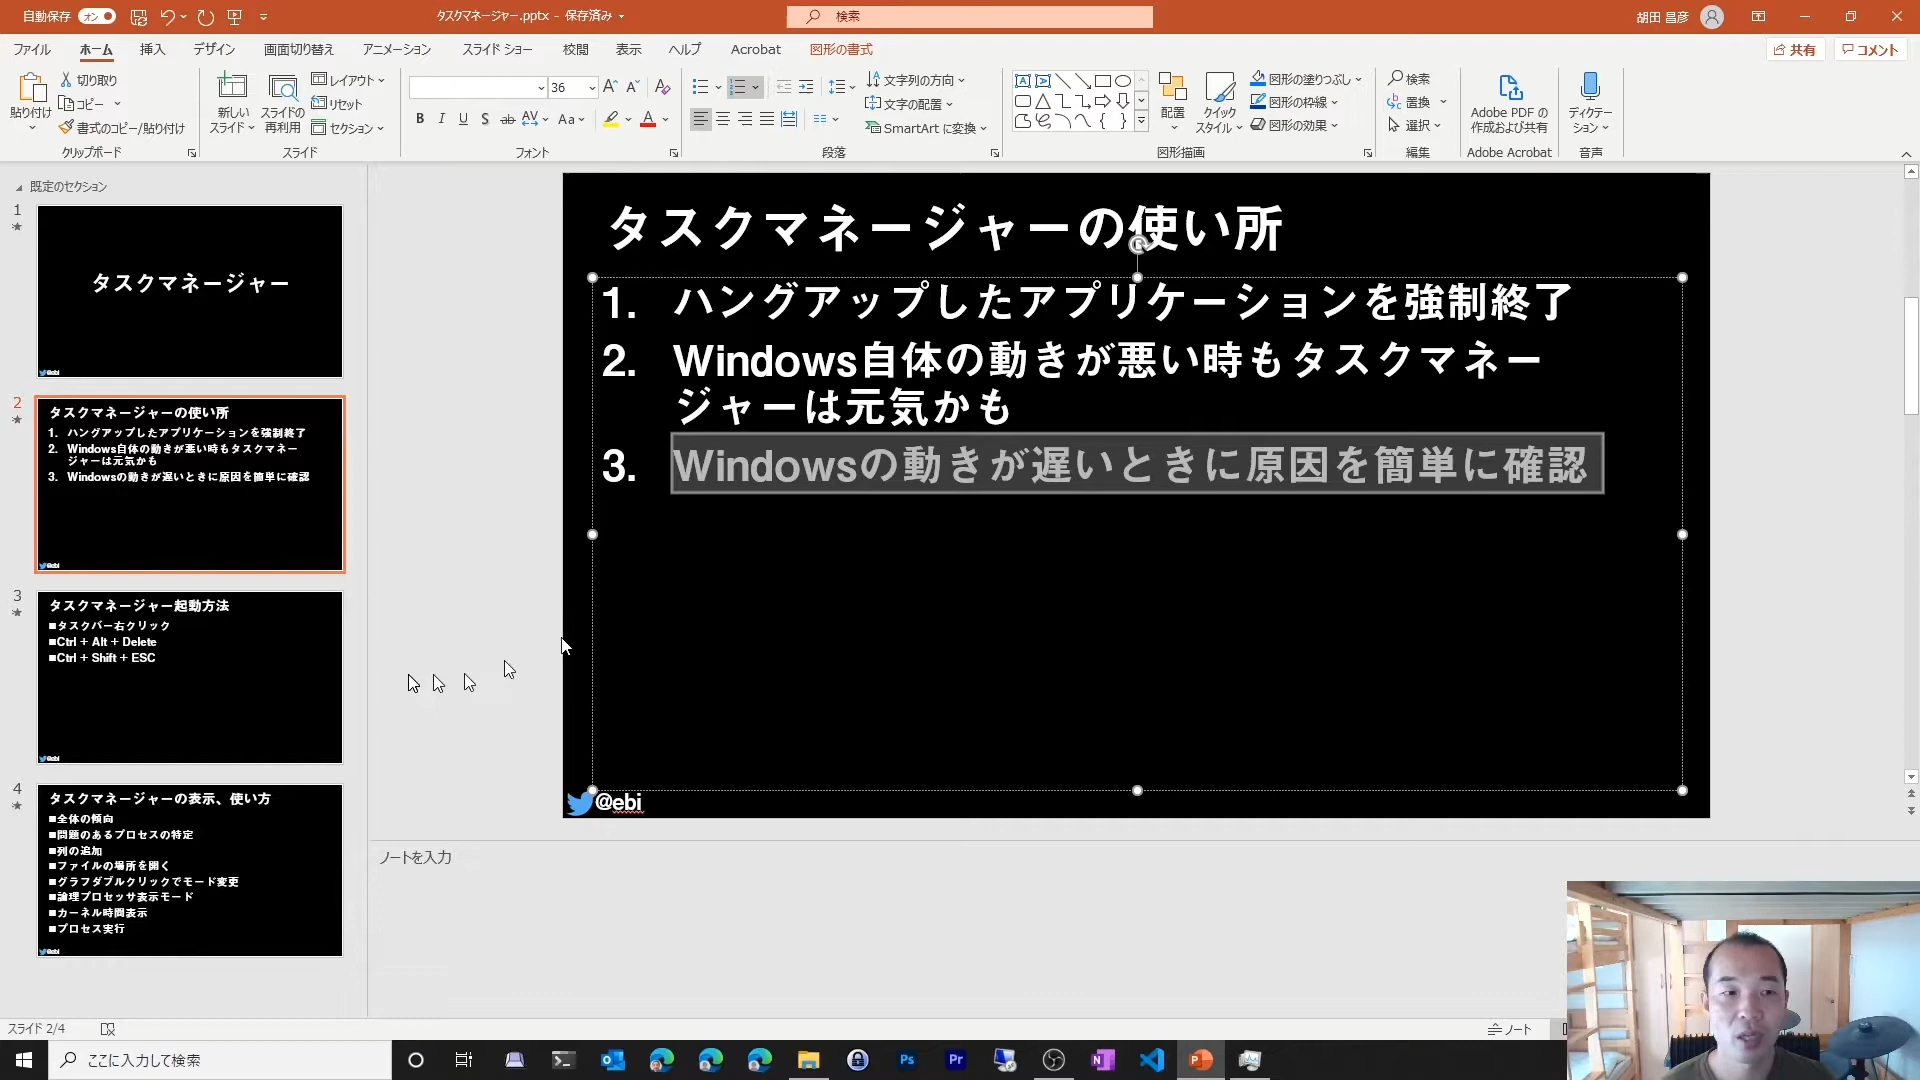 自動保存 オン タスクマネージャー.pptx - 保存済み 検索 胡田 昌彦
ファイル ホーム 挿入 デザイン 画面切り替え アニメーション スライド ショー 校閲 表示 ヘルプ Acrobat 図形の書式 共有 コメント
貼り付け
切り取り
コピー
書式のコピー/貼り付け
クリップボード
新しい
スライド
スライドの
再利用
レイアウト
リセット
セクション
スライド
36
B I U S ab AV Aa A
フォント
文字列の方向
文字の配置
SmartArt に変換
段落
配置
クイック
スタイル
図形の塗りつぶし
図形の枠線
図形の効果
図形描画
検索
置換
選択
編集
Adobe PDF の
作成および共有
Adobe Acrobat
ディクテー
ション
音声
既定のセクション
1
タスクマネージャー
@ebi
2
タスクマネージャーの使い所
1. ハングアップしたアプリケーションを強制終了
2. Windows自体の動きが悪い時もタスクマネー
ジャーは元気かも
3. Windowsの動きが遅いときに原因を簡単に確認
@ebi
3
タスクマネージャー起動方法
■タスクバー右クリック
■Ctrl + Alt + Delete
■Ctrl + Shift + ESC
@ebi
4
タスクマネージャーの表示、使い方
■全体の傾向
■問題のあるプロセスの特定
■列の追加
■ファイルの場所を開く
■グラフダブルクリックでモード変更
■論理プロセッサ表示モード
■カーネル時間表示
■プロセス実行
@ebi
タスクマネージャーの使い所
1. ハングアップしたアプリケーションを強制終了
2. Windows自体の動きが悪い時もタスクマネー
ジャーは元気かも
3. Windowsの動きが遅いときに原因を簡単に確認
@ebi
ノートを入力
スライド 2/4 ノート
ここに入力して検索
Ps Pr N P